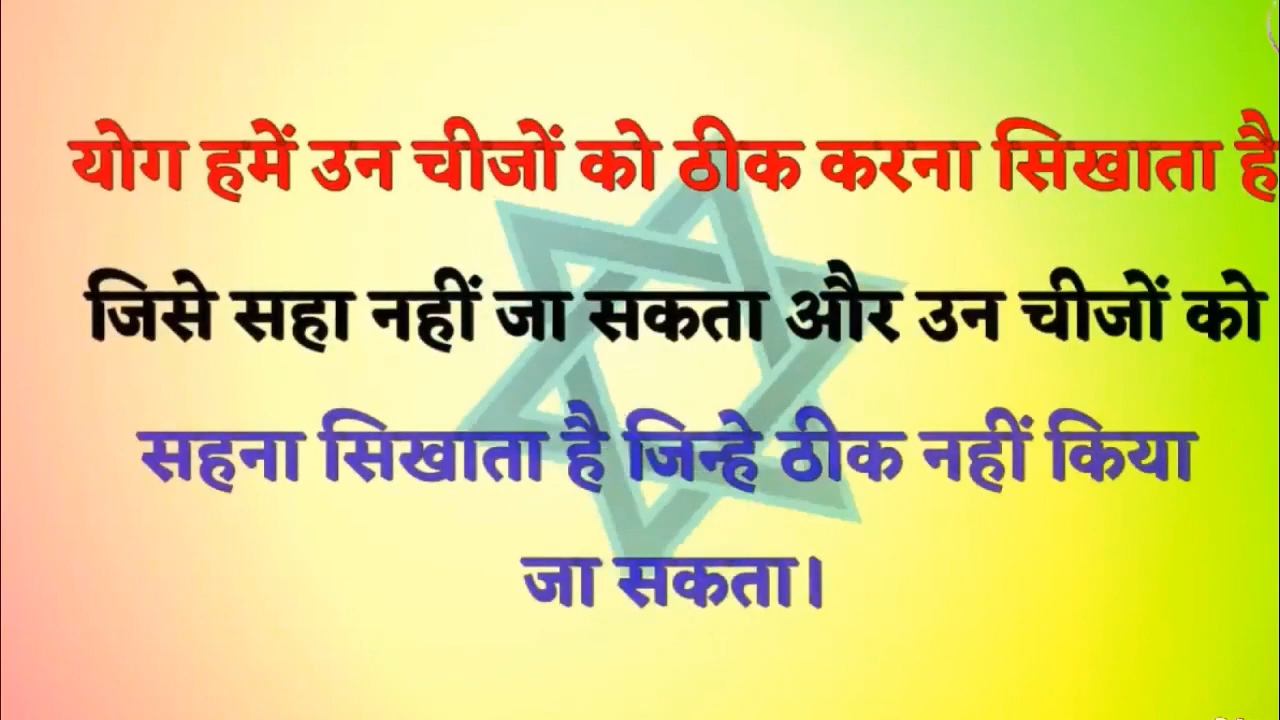 योग हमें उन चीजों को ठीक करना सिखाता है
जिसे सहा नहीं जा सकता और उन चीजों को
सहना सिखाता है जिन्हे ठीक नहीं किया
जा सकता।